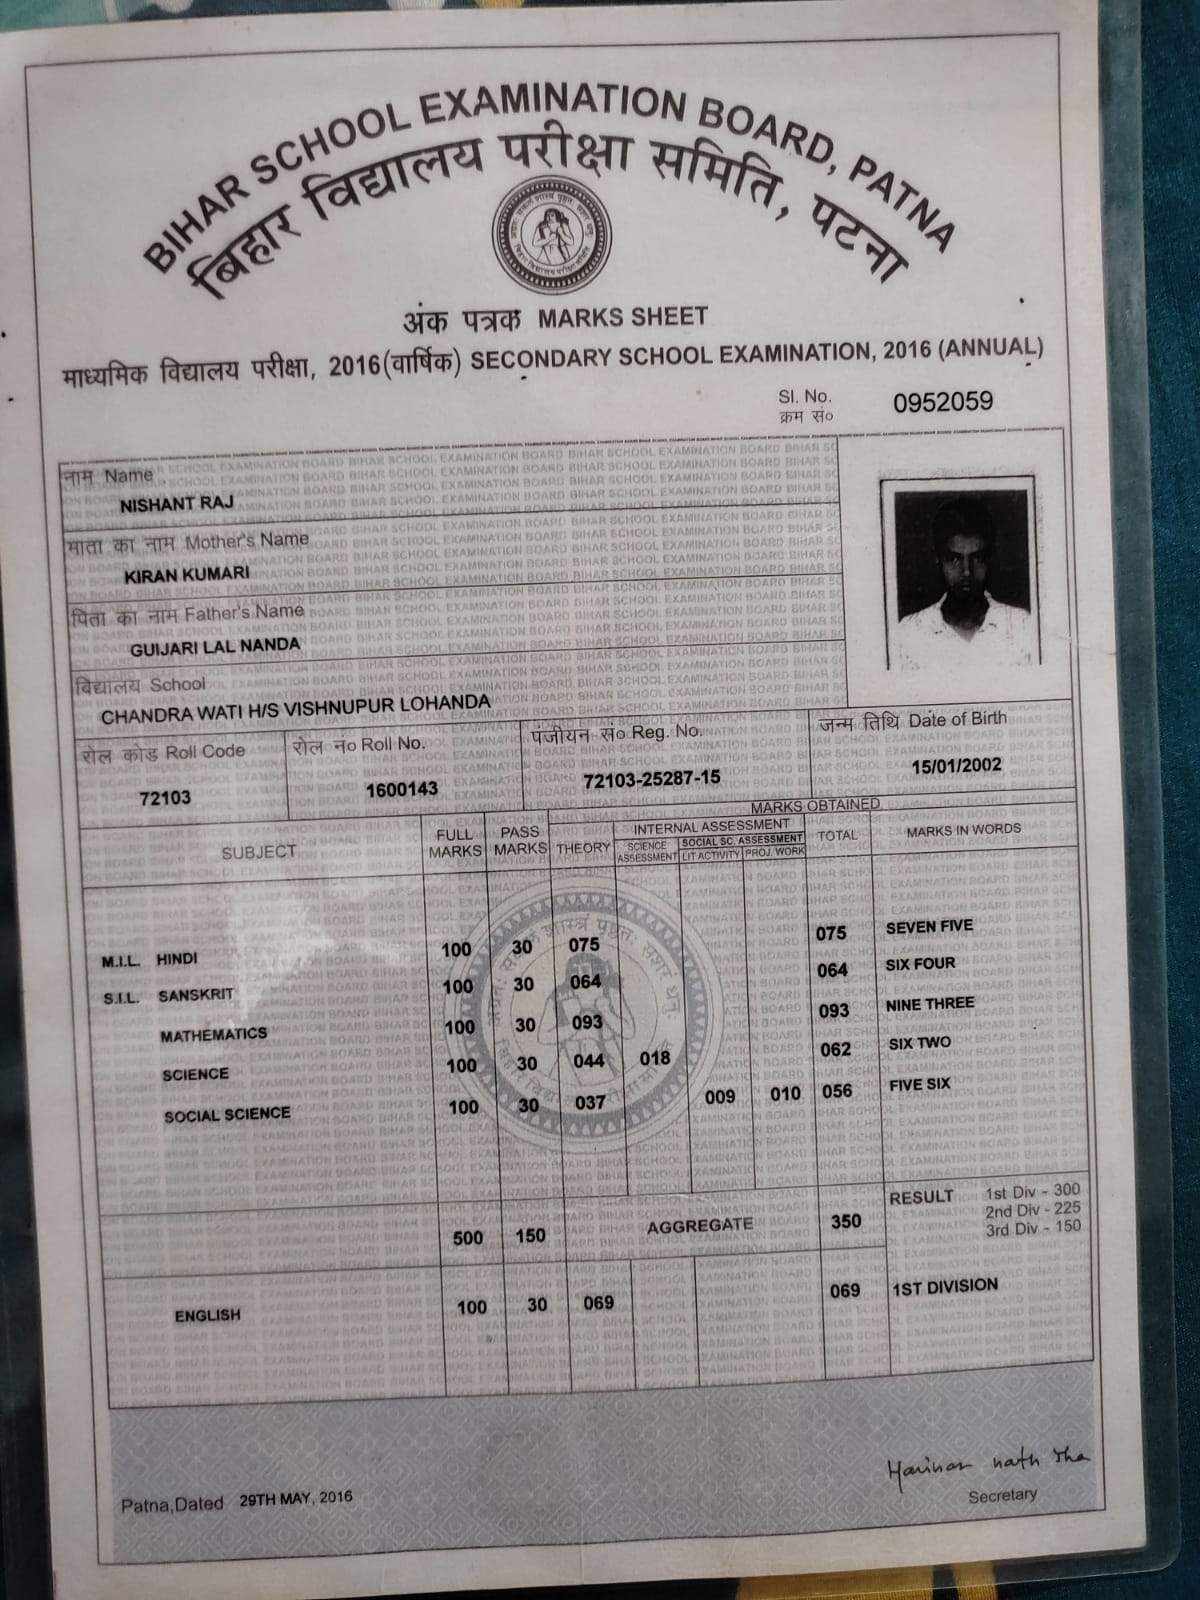 BIHAR SCHOOL EXAMINATION BOARD, PATNA
बिहार विद्यालय परीक्षा समिति, पटना
अंक पत्रक MARKS SHEET
माध्यमिक विद्यालय परीक्षा, 2016(वार्षिक) SECONDARY SCHOOL EXAMINATION, 2016 (ANNUAL)
Sl. No. 0952059
क्रम सं०
नाम Name
NISHANT RAJ
माता का नाम Mother's Name
KIRAN KUMARI
पिता का नाम Father's Name
GUIJARI LAL NANDA
विद्यालय School
CHANDRA WATI H/S VISHNUPUR LOHANDA
रोल कोड Roll Code रोल नं० Roll No. पंजीयन सं० Reg. No. जन्म तिथि Date of Birth
72103 1600143 72103-25287-15 15/01/2002
MARKS OBTAINED
SUBJECT FULL MARKS PASS MARKS THEORY INTERNAL ASSESSMENT TOTAL MARKS IN WORDS
SCIENCE ASSESSMENT SOCIAL SC. ASSESSMENT
LIT ACTIVITY PROJ. WORK
M.I.L. HINDI 100 30 075 075 SEVEN FIVE
S.I.L. SANSKRIT 100 30 064 064 SIX FOUR
MATHEMATICS 100 30 093 093 NINE THREE
SCIENCE 100 30 044 018 062 SIX TWO
SOCIAL SCIENCE 100 30 037 009 010 056 FIVE SIX
500 150 AGGREGATE 350 RESULT 1st Div - 300
2nd Div - 225
3rd Div - 150
ENGLISH 100 30 069 069 1ST DIVISION
Patna,Dated 29TH MAY, 2016
Secretary